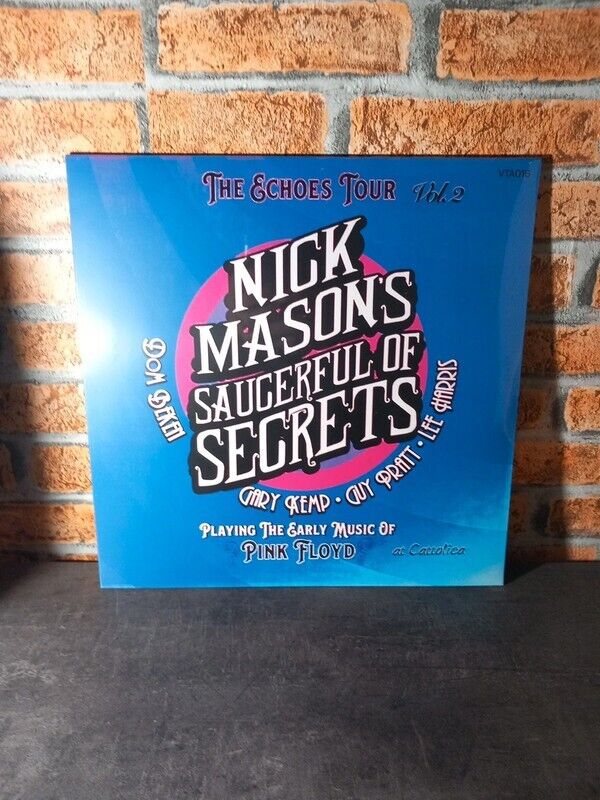 THE ECHOES TOUR Vol. 2
VTA015
NICK
MASON'S
SAUCERFUL OF
SECRETS
DOM BEKEN
GARY KEMP • GUY PRATT • LEE HARRIS
PLAYING THE EARLY MUSIC OF
PINK FLOYD
at Cattolica